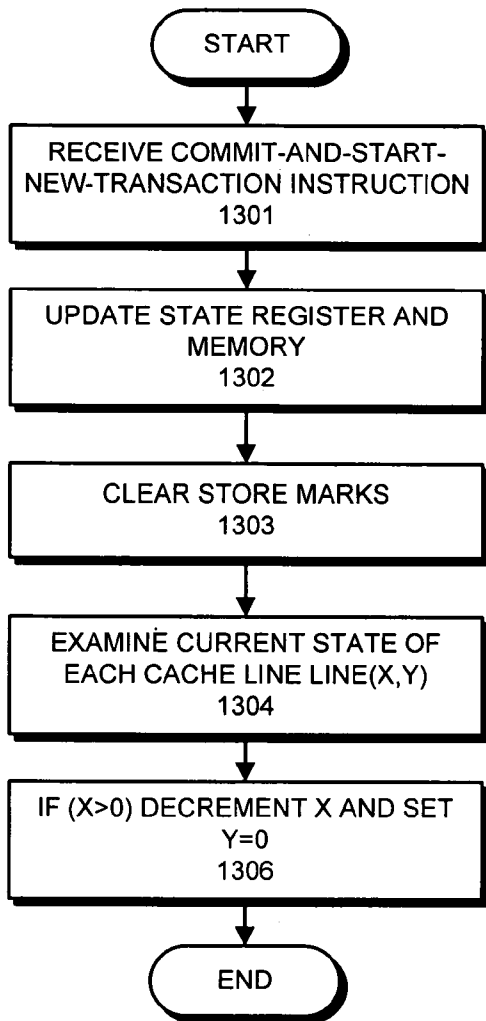 START
RECEIVE COMMIT-AND-START-
NEW-TRANSACTION INSTRUCTION
1301
UPDATE STATE REGISTER AND
MEMORY
1302
CLEAR STORE MARKS
1303
EXAMINE CURRENT STATE OF
EACH CACHE LINE LINE(X,Y)
1304
IF (X>0) DECREMENT X AND SET
Y=0
1306
END